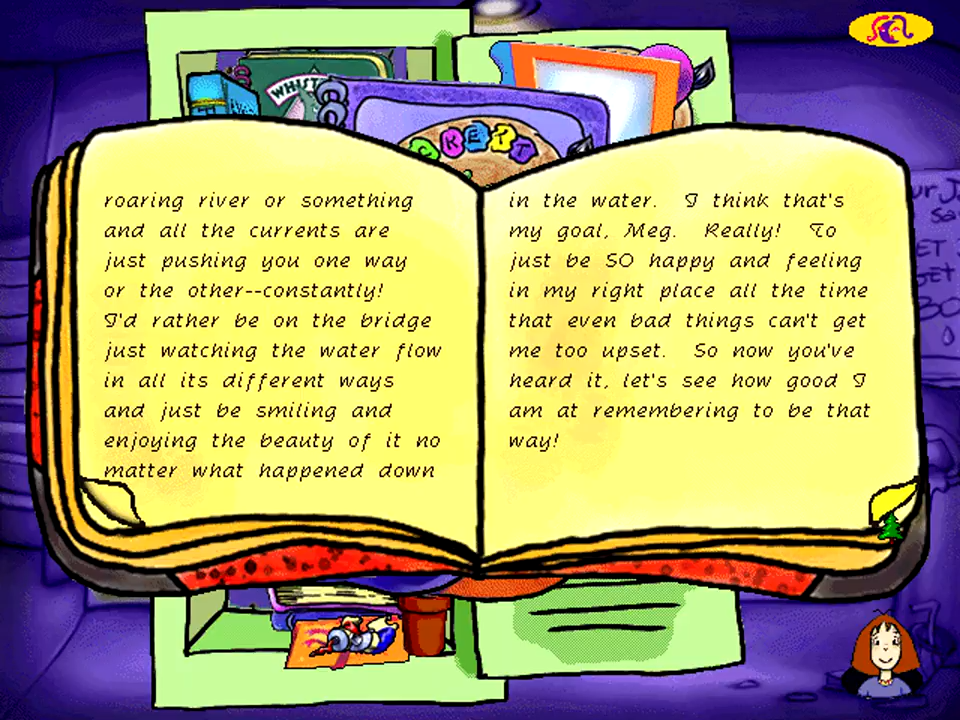 WHIST
CKETT
roaring river or something
and all the currents are
just pushing you one way
or the other--constantly!
I'd rather be on the bridge
just watching the water flow
in all its different ways
and just be smiling and
enjoying the beauty of it no
matter what happened down
in the water. I think that's
my goal, Meg. Really! To
just be SO happy and feeling
in my right place all the time
that even bad things can't get
me too upset. So now you've
heard it, let's see how good I
am at remembering to be that
way!